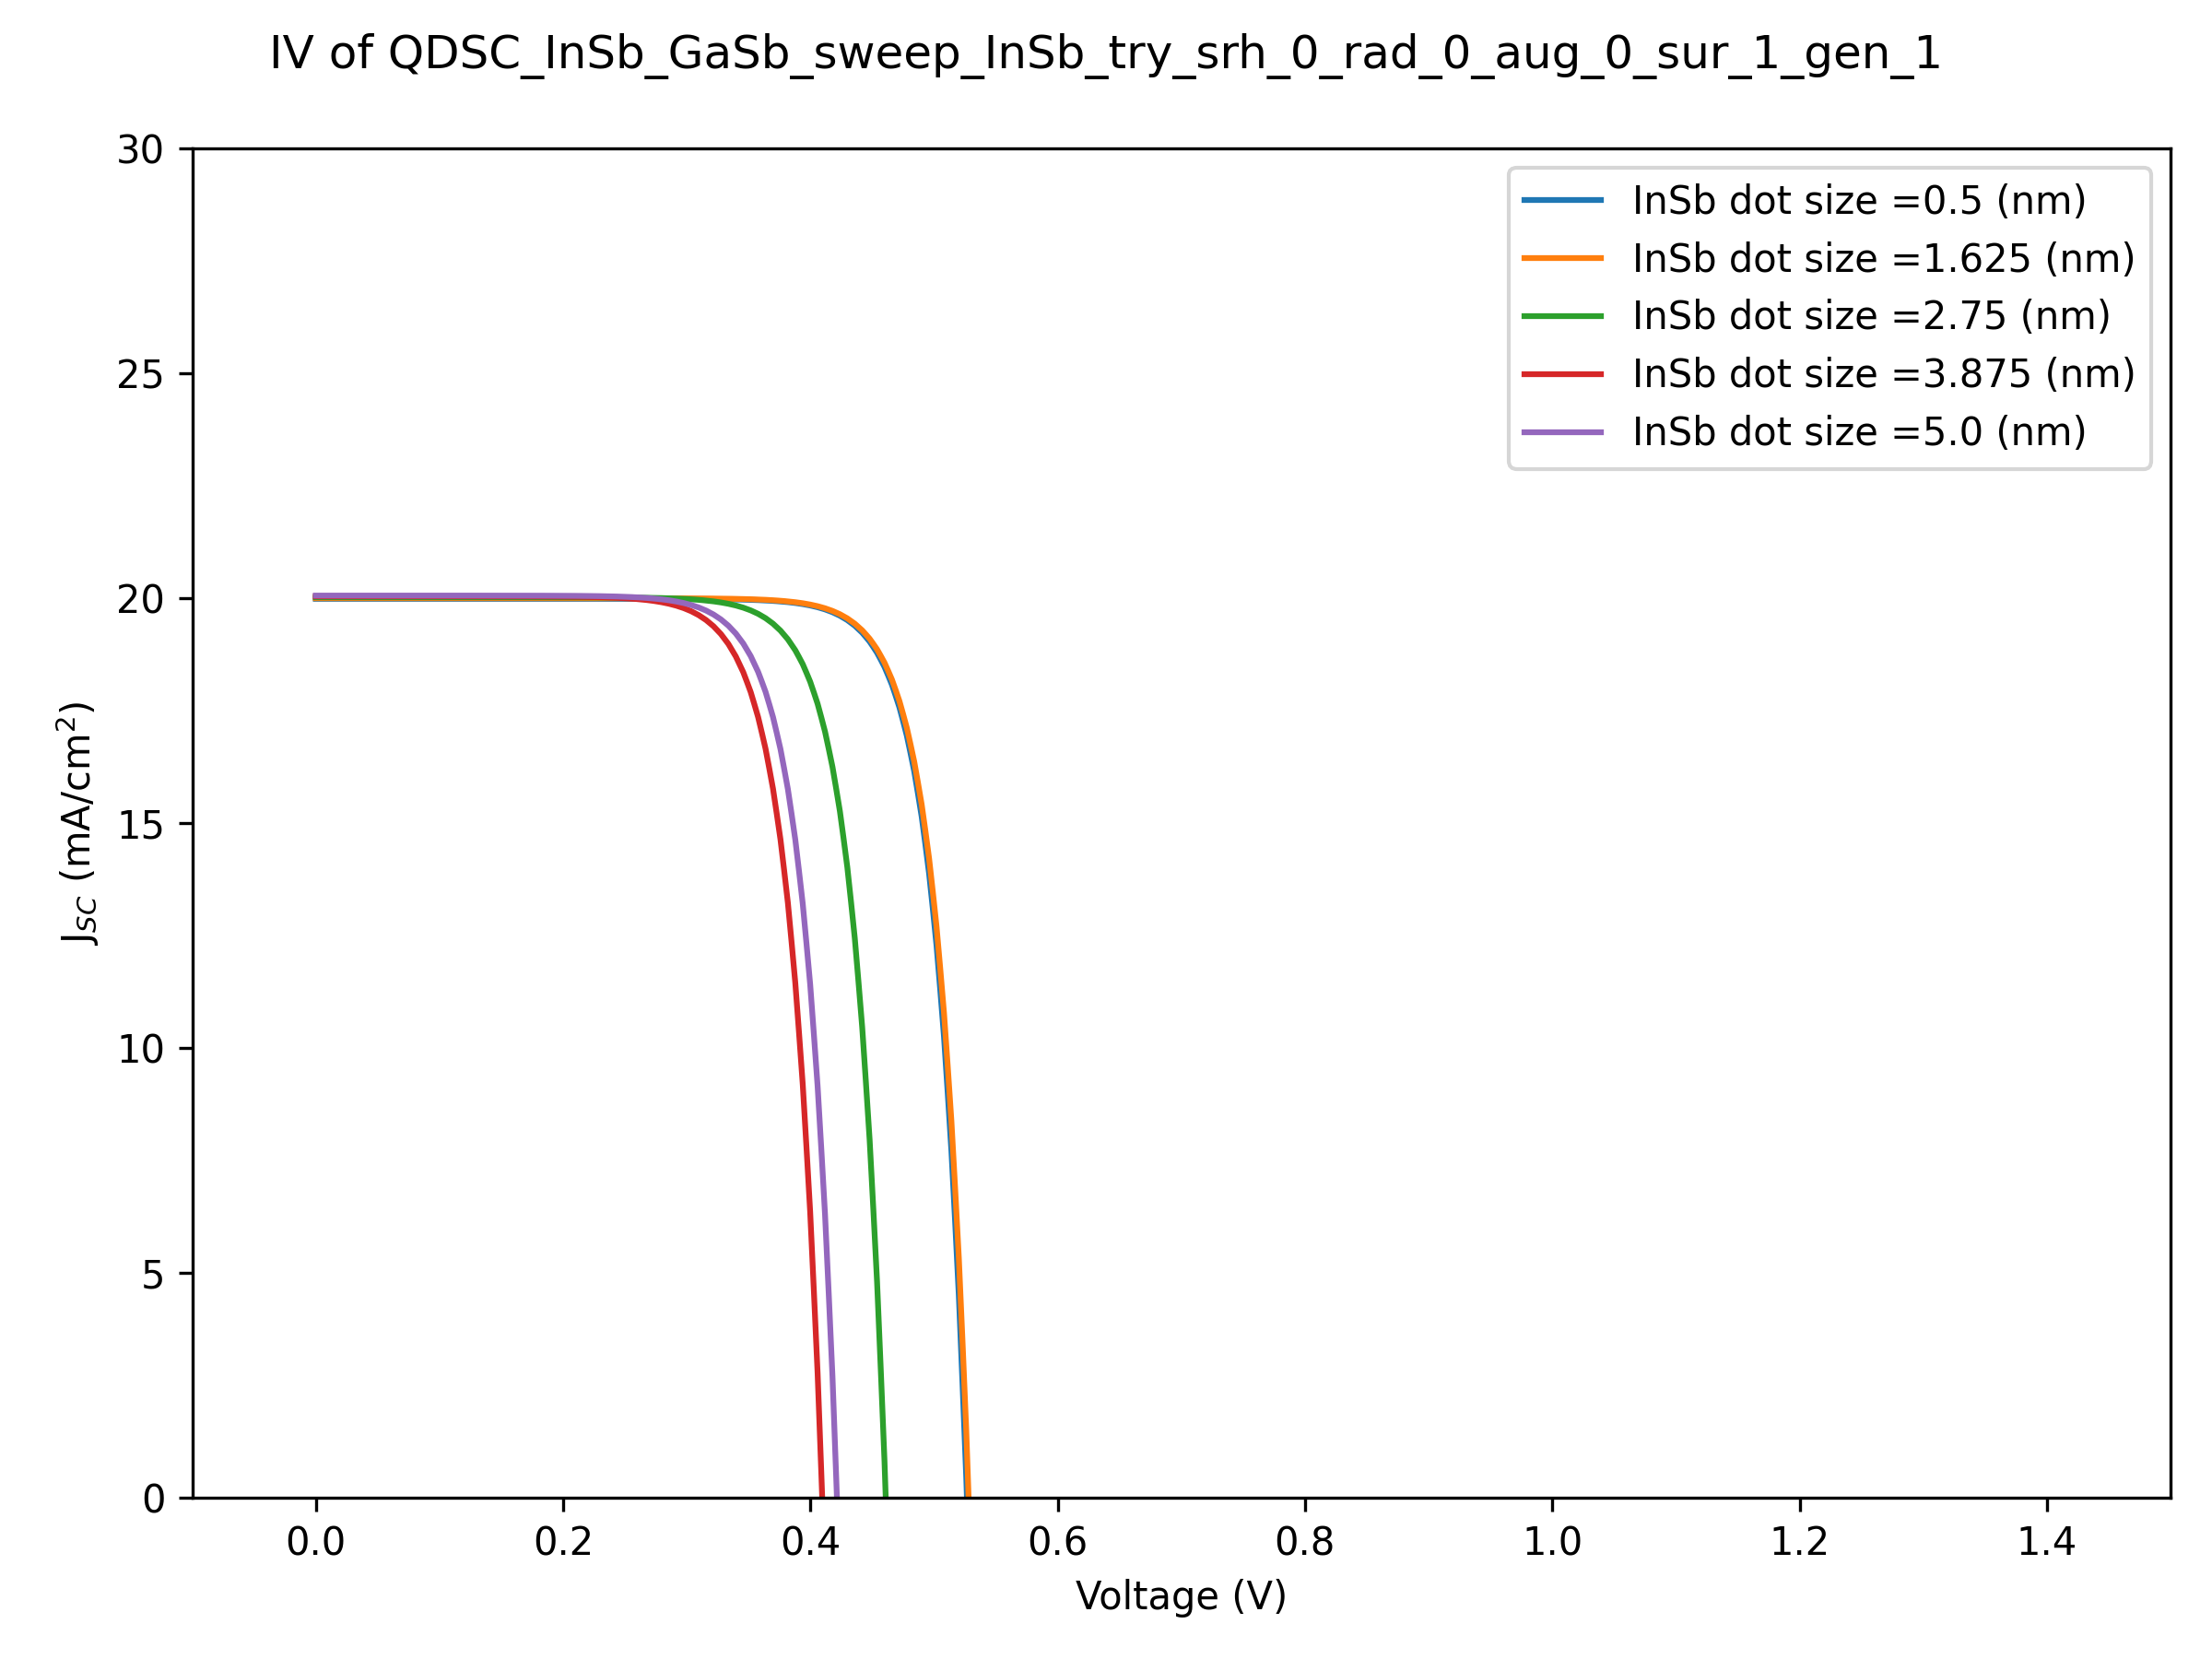 IV of QDSC_InSb_GaSb_sweep_InSb_try_srh_0_rad_0_aug_0_sur_1_gen_1
30
25
20
15
10
5
0
J_SC (mA/cm²)
InSb dot size =0.5 (nm)
InSb dot size =1.625 (nm)
InSb dot size =2.75 (nm)
InSb dot size =3.875 (nm)
InSb dot size =5.0 (nm)
0.0 0.2 0.4 0.6 0.8 1.0 1.2 1.4
Voltage (V)